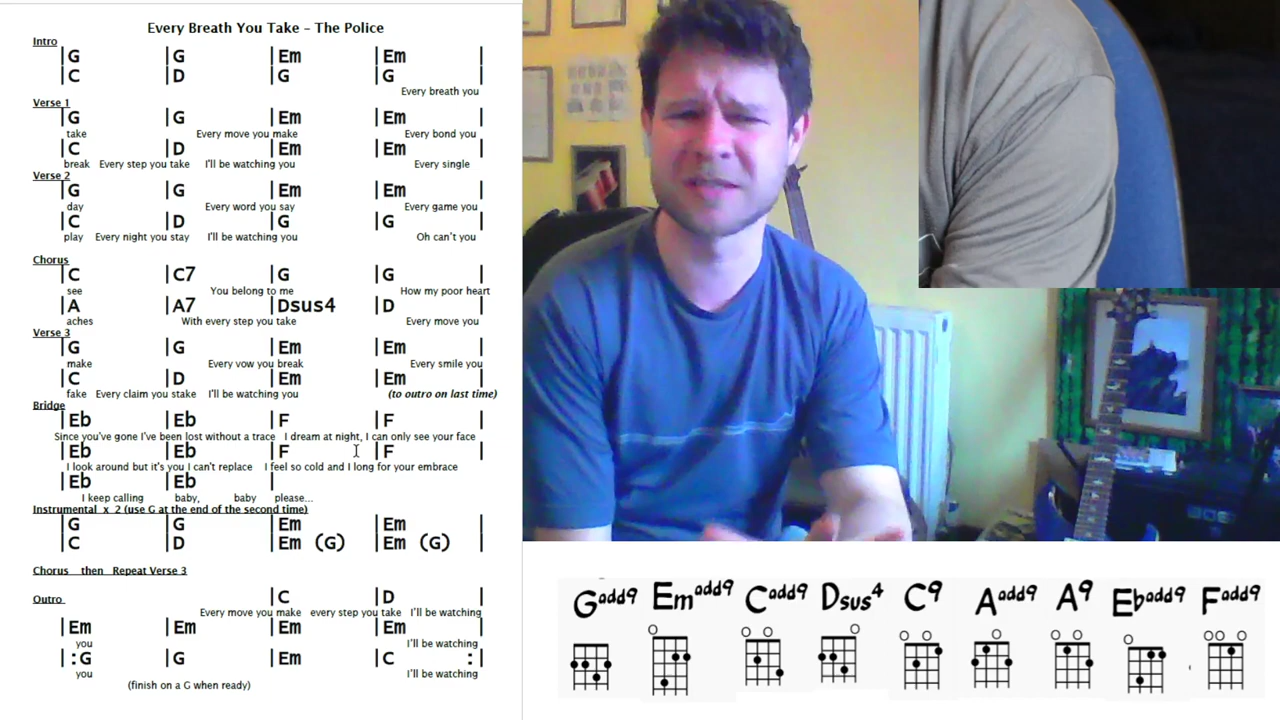 Every Breath You Take – The Police
Intro
|G |G |Em |Em |
|C |D |G |G |
Every breath you
Verse 1
|G |G |Em |Em |
take Every move you make Every bond you
|C |D |Em |Em |
break Every step you take I'll be watching you Every single
Verse 2
|G |G |Em |Em |
day Every word you say Every game you
|C |D |G |G |
play Every night you stay I'll be watching you Oh can't you
Chorus
|C |C7 |G |G |
see You belong to me How my poor heart
|A |A7 |Dsus4 |D |
aches With every step you take Every move you
Verse 3
|G |G |Em |Em |
make Every vow you break Every smile you
|C |D |Em |Em |
fake Every claim you stake I'll be watching you (to outro on last time)
Bridge
|Eb |Eb |F |F |
Since you've gone I've been lost without a trace I dream at night, I can only see your face
|Eb |Eb |F |F |
I look around but it's you I can't replace I feel so cold and I long for your embrace
|Eb |Eb |
I keep calling baby, baby please...
Instrumental x 2 (use G at the end of the second time)
|G |G |Em |Em |
|C |D |Em (G) |Em (G) |
Chorus then Repeat Verse 3
Outro |C |D |
Every move you make every step you take I'll be watching
|Em |Em |Em |Em |
you I'll be watching
|:G |G |Em |C :|
you I'll be watching
(finish on a G when ready)
Gadd9 Emadd9 Cadd9 Dsus4 C9 Aadd9 A9 Ebadd9 Fadd9